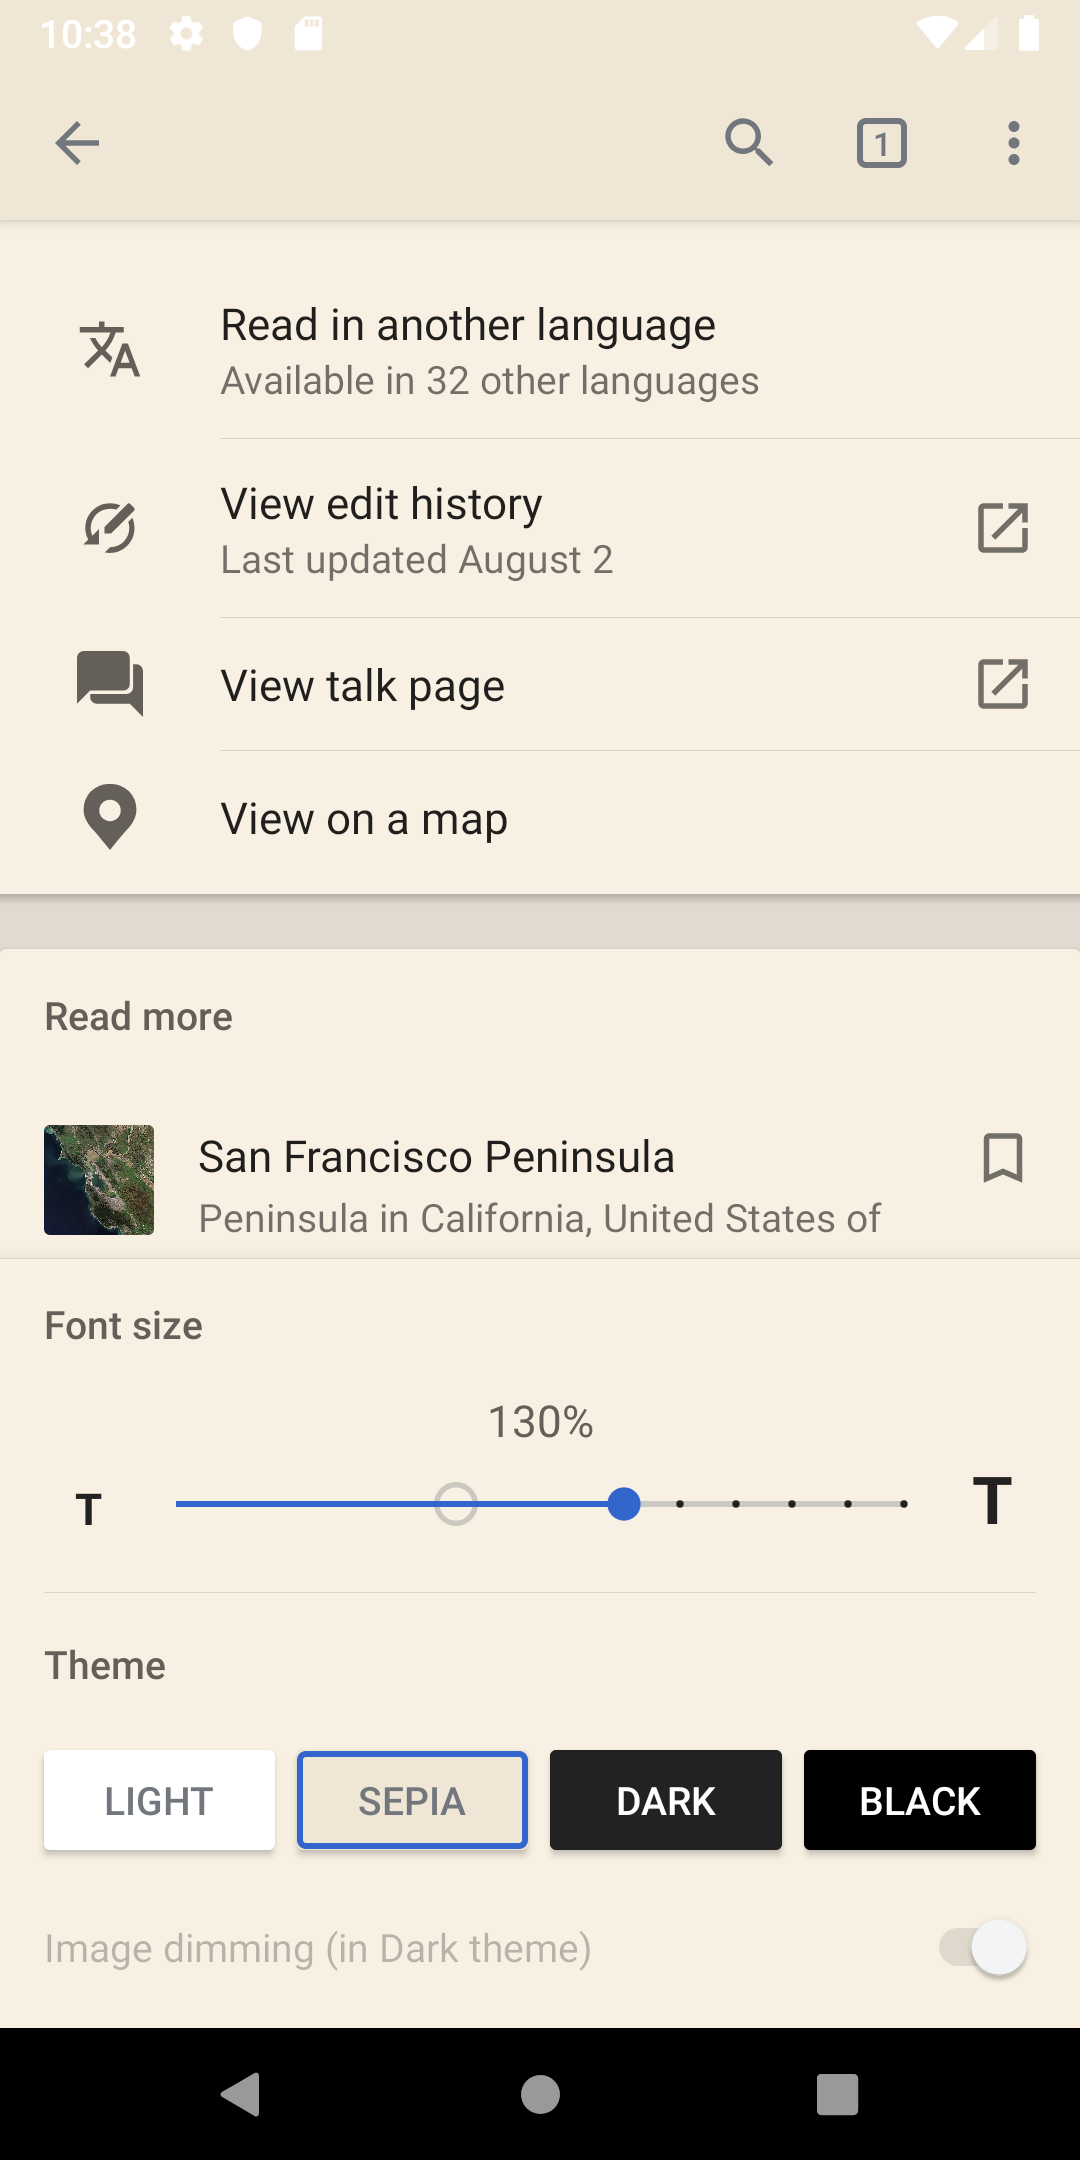 10:38
1
Read in another language
Available in 32 other languages
View edit history
Last updated August 2
View talk page
View on a map
Read more
San Francisco Peninsula
Peninsula in California, United States of
Font size
130%
T T
Theme
LIGHT SEPIA DARK BLACK
Image dimming (in Dark theme)